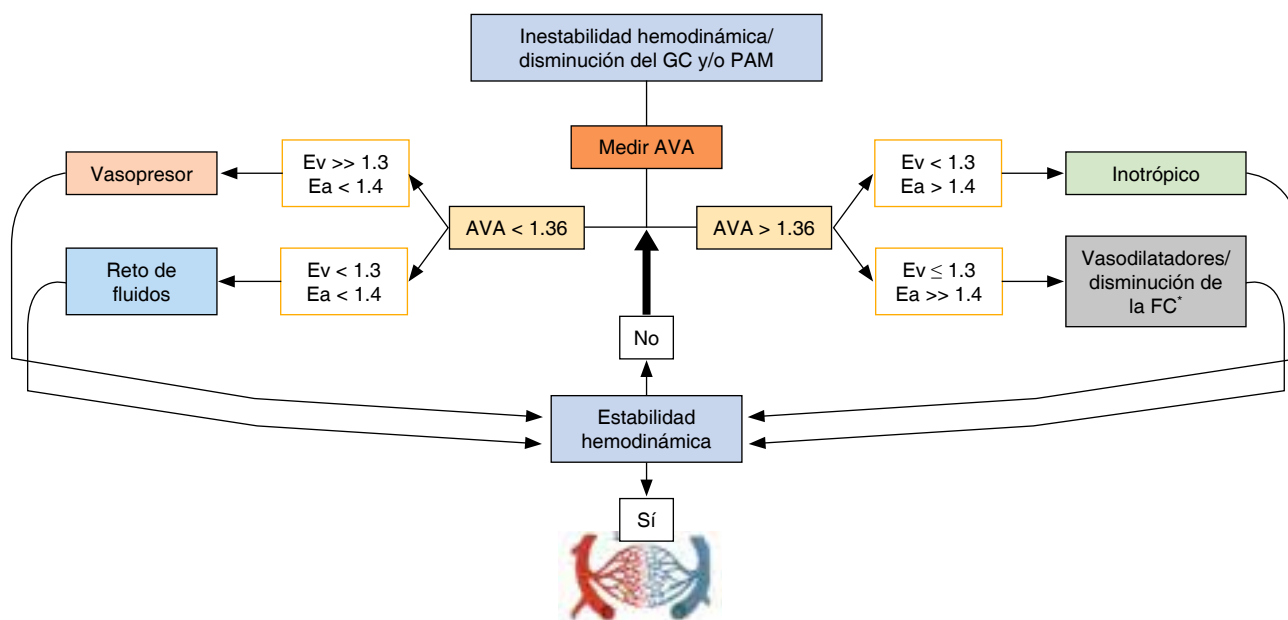 Inestabilidad hemodinámica/
disminución del GC y/o PAM
Medir AVA
Vasopresor
Ev >> 1.3
Ea < 1.4
Ev < 1.3
Ea > 1.4
Inotrópico
AVA < 1.36
AVA > 1.36
Reto de
fluidos
Ev < 1.3
Ea < 1.4
Ev ≤ 1.3
Ea >> 1.4
Vasodilatadores/
disminución de
la FC*
No
Estabilidad
hemodinámica
Sí